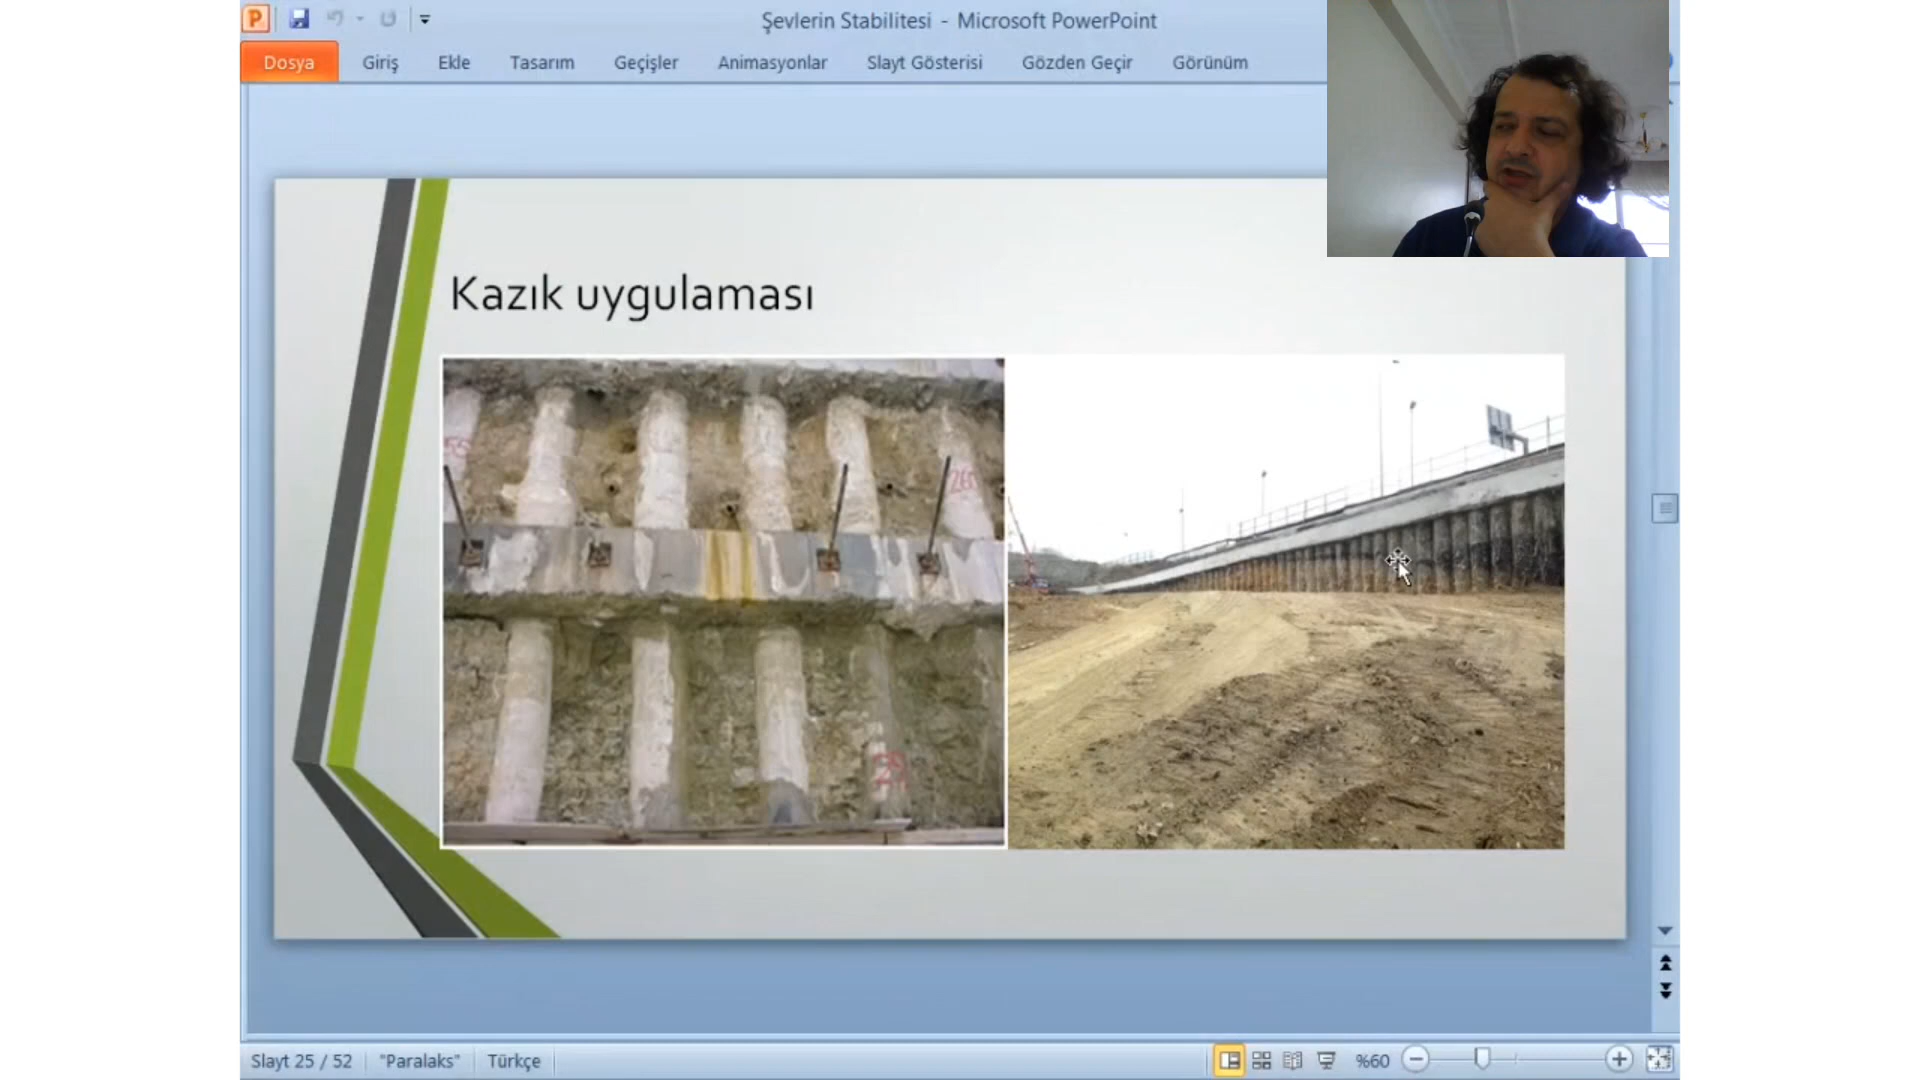 Şevlerin Stabilitesi - Microsoft PowerPoint
Dosya Giriş Ekle Tasarım Geçişler Animasyonlar Slayt Gösterisi Gözden Geçir Görünüm
Kazık uygulaması
Slayt 25 / 52 "Paralaks" Türkçe %60